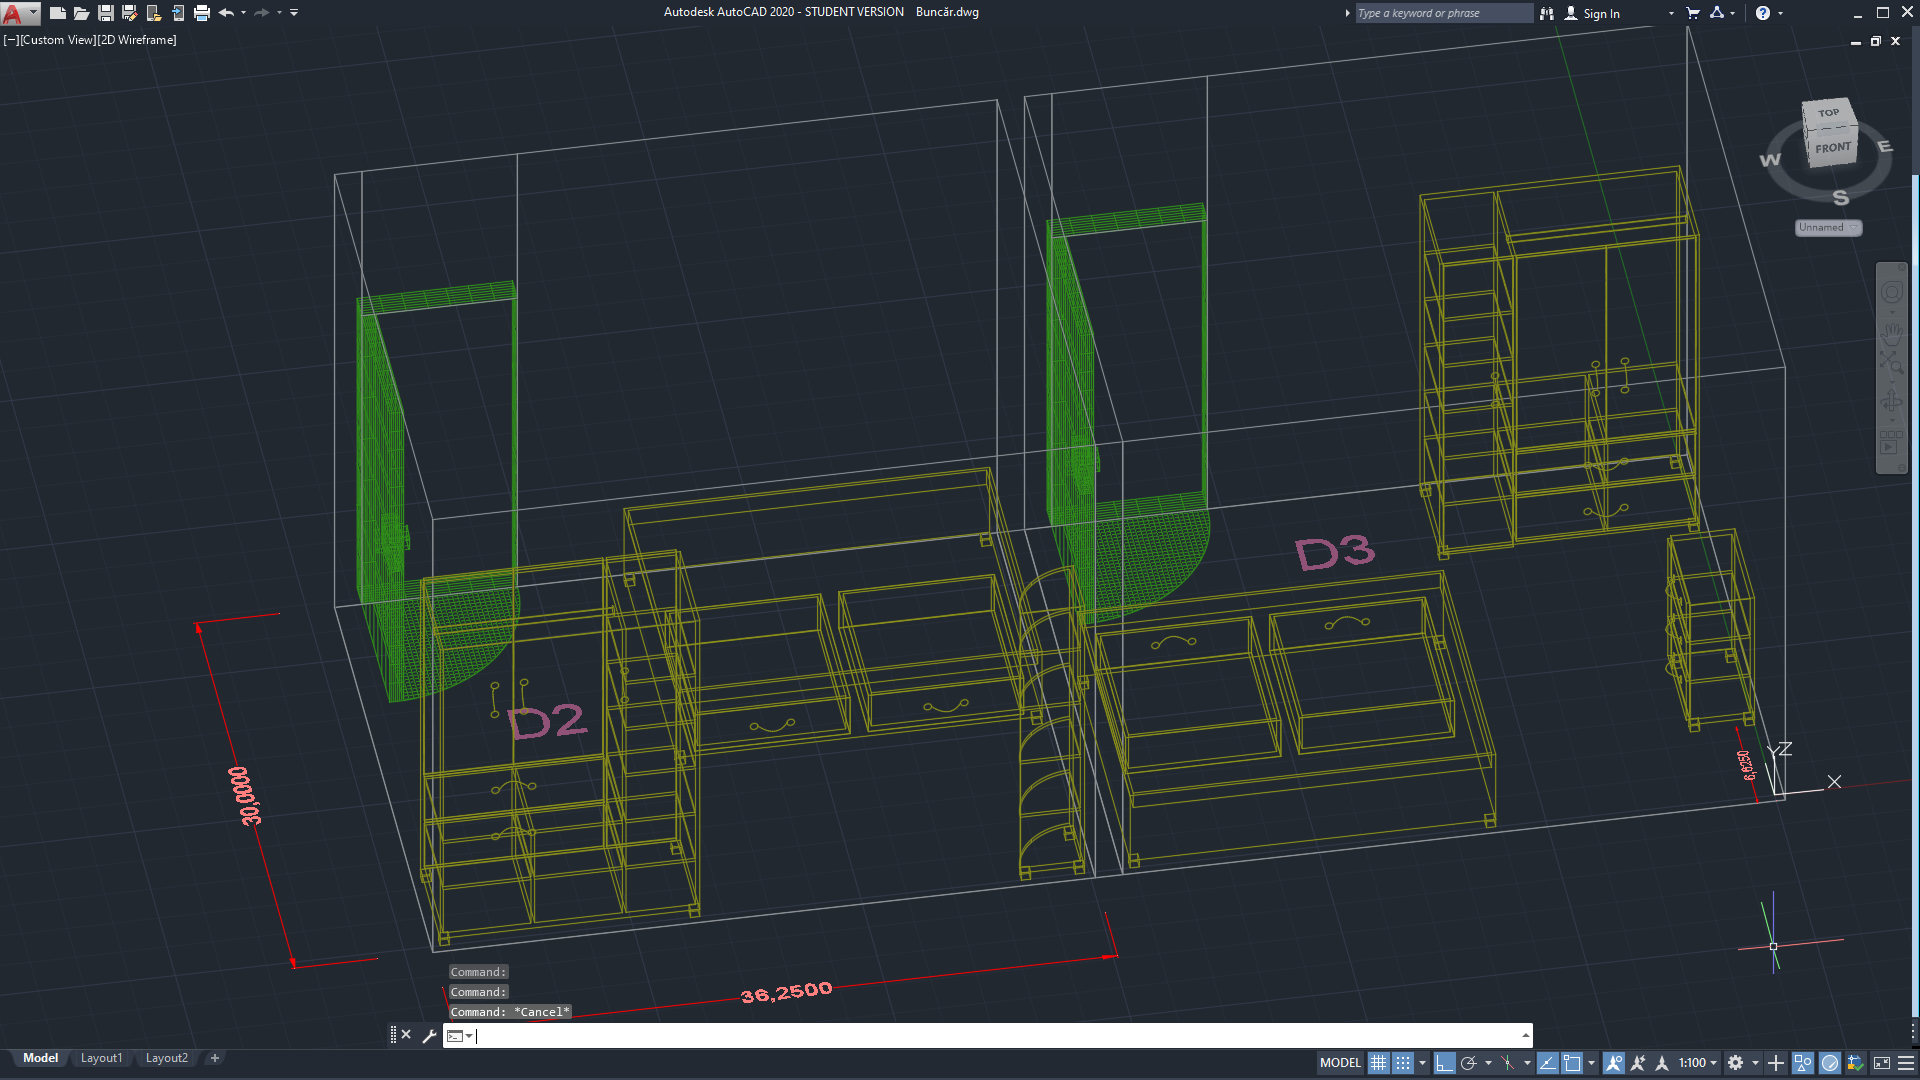 Autodesk AutoCAD 2020 - STUDENT VERSION Buncăr.dwg
Type a keyword or phrase
Sign In
[−][Custom View][2D Wireframe]
TOP
FRONT
W
E
S
Unnamed
D3
D2
30,0000
6,6250
YZ
X
36,2500
Command:
Command:
Command: *Cancel*
Model
Layout1
Layout2
MODEL
1:100